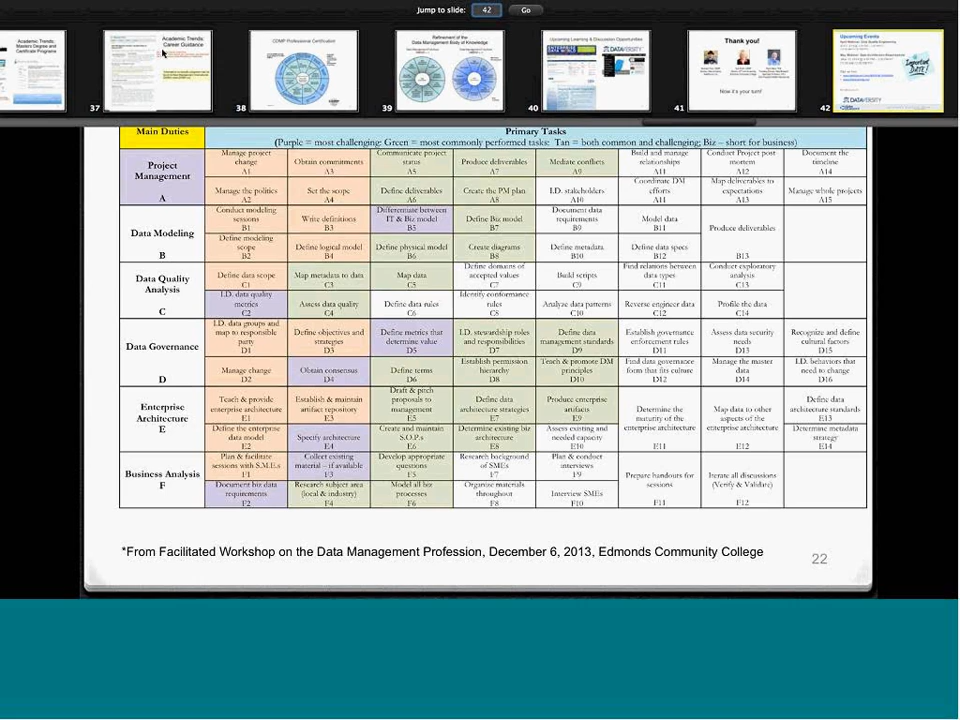 Jump to slide: 42 Go
Academic Trends:
Masters Degree and
Certificate Programs
Academic Trends:
Career Guidance
CDMP Professional Certification
Refinement of the
Data Management Body of Knowledge
Upcoming Learning & Discussion Opportunities
DATAVERSITY
Thank you!
Now it's your turn!
Upcoming Events
Important
DATE!
DATAVERSITY
37
38
39
40
41
42
Main Duties
Primary Tasks
(Purple = most challenging: Green = most commonly performed tasks: Tan = both common and challenging; Biz – short for business)
Project
Management
A
Manage project
change
A1
Obtain commitments
A3
Communicate project
status
A5
Produce deliverables
A7
Mediate conflicts
A9
Build and manage
relationships
A11
Conduct Project post
mortem
A12
Document the
timeline
A14
Manage the politics
A2
Set the scope
A4
Define deliverables
A6
Create the PM plan
A8
I.D. stakeholders
A10
Coordinate DM
efforts
A11
Map deliverables to
expectations
A13
Manage whole projects
A15
Data Modeling
B
Conduct modeling
sessions
B1
Write definitions
B3
Differentiate between
IT & Biz model
B5
Define Biz model
B7
Document data
requirements
B9
Model data
B11
Produce deliverables
B13
Define modeling
scope
B2
Define logical model
B4
Define physical model
B6
Create diagrams
B8
Define metadata
B10
Define data specs
B12
Data Quality
Analysis
C
Define data scope
C1
Map metadata to data
C3
Map data
C5
Define domains of
accepted values
C7
Build scripts
C9
Find relations between
data types
C11
Conduct exploratory
analysis
C13
I.D. data quality
metrics
C2
Assess data quality
C4
Define data rules
C6
Identify conformance
rules
C8
Analyze data patterns
C10
Reverse engineer data
C12
Profile the data
C14
Data Governance
D
I.D. data groups and
map to responsible
party
D1
Define objectives and
strategies
D3
Define metrics that
determine value
D5
I.D. stewardship roles
and responsibilities
D7
Define data
management standards
D9
Establish governance
enforcement rules
D11
Assess data security
needs
D13
Recognize and define
cultural factors
D15
Manage change
D2
Obtain consensus
D4
Define terms
D6
Establish permission
hierarchy
D8
Teach & promote DM
principles
D10
Find data governance
form that fits culture
D12
Manage the master
data
D14
I.D. behaviors that
need to change
D16
Enterprise
Architecture
E
Teach & provide
enterprise architecture
E1
Establish & maintain
artifact repository
E3
Draft & pitch
proposals to
management
E5
Define data
architecture strategies
E7
Produce enterprise
artifacts
E9
Determine the
maturity of the
enterprise architecture
E11
Map data to other
aspects of the
enterprise architecture
E12
Define data
architecture standards
E13
Define the enterprise
data model
E2
Specify architecture
E4
Create and maintain
S.O.P.s
E6
Determine existing biz
architecture
E8
Assess existing and
needed capacity
E10
Determine metadata
strategy
E14
Business Analysis
F
Plan & facilitate
sessions with S.M.E.s
F1
Collect existing
material – if available
F3
Develop appropriate
questions
F5
Research background
of SMEs
F7
Plan & conduct
interviews
F9
Prepare handouts for
sessions
F11
Iterate all discussions
(Verify & Validate)
F12
Document biz data
requirements
F2
Research subject area
(local & industry)
F4
Model all biz
processes
F6
Organize materials
throughout
F8
Interview SMEs
F10
*From Facilitated Workshop on the Data Management Profession, December 6, 2013, Edmonds Community College
22